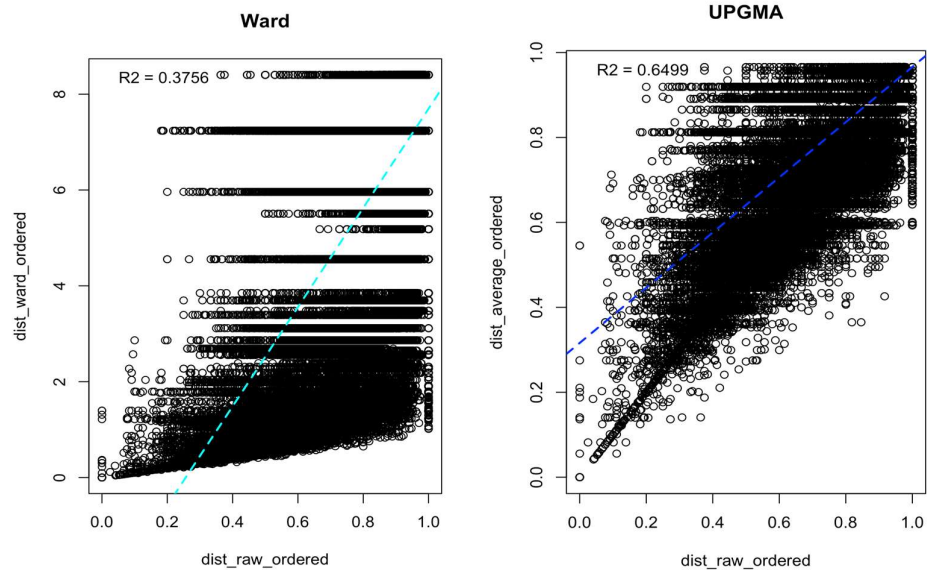 Ward
R2 = 0.3756
dist_ward_ordered
0 2 4 6 8
0.0 0.2 0.4 0.6 0.8 1.0
dist_raw_ordered
UPGMA
R2 = 0.6499
dist_average_ordered
0.0 0.2 0.4 0.6 0.8 1.0
0.0 0.2 0.4 0.6 0.8 1.0
dist_raw_ordered